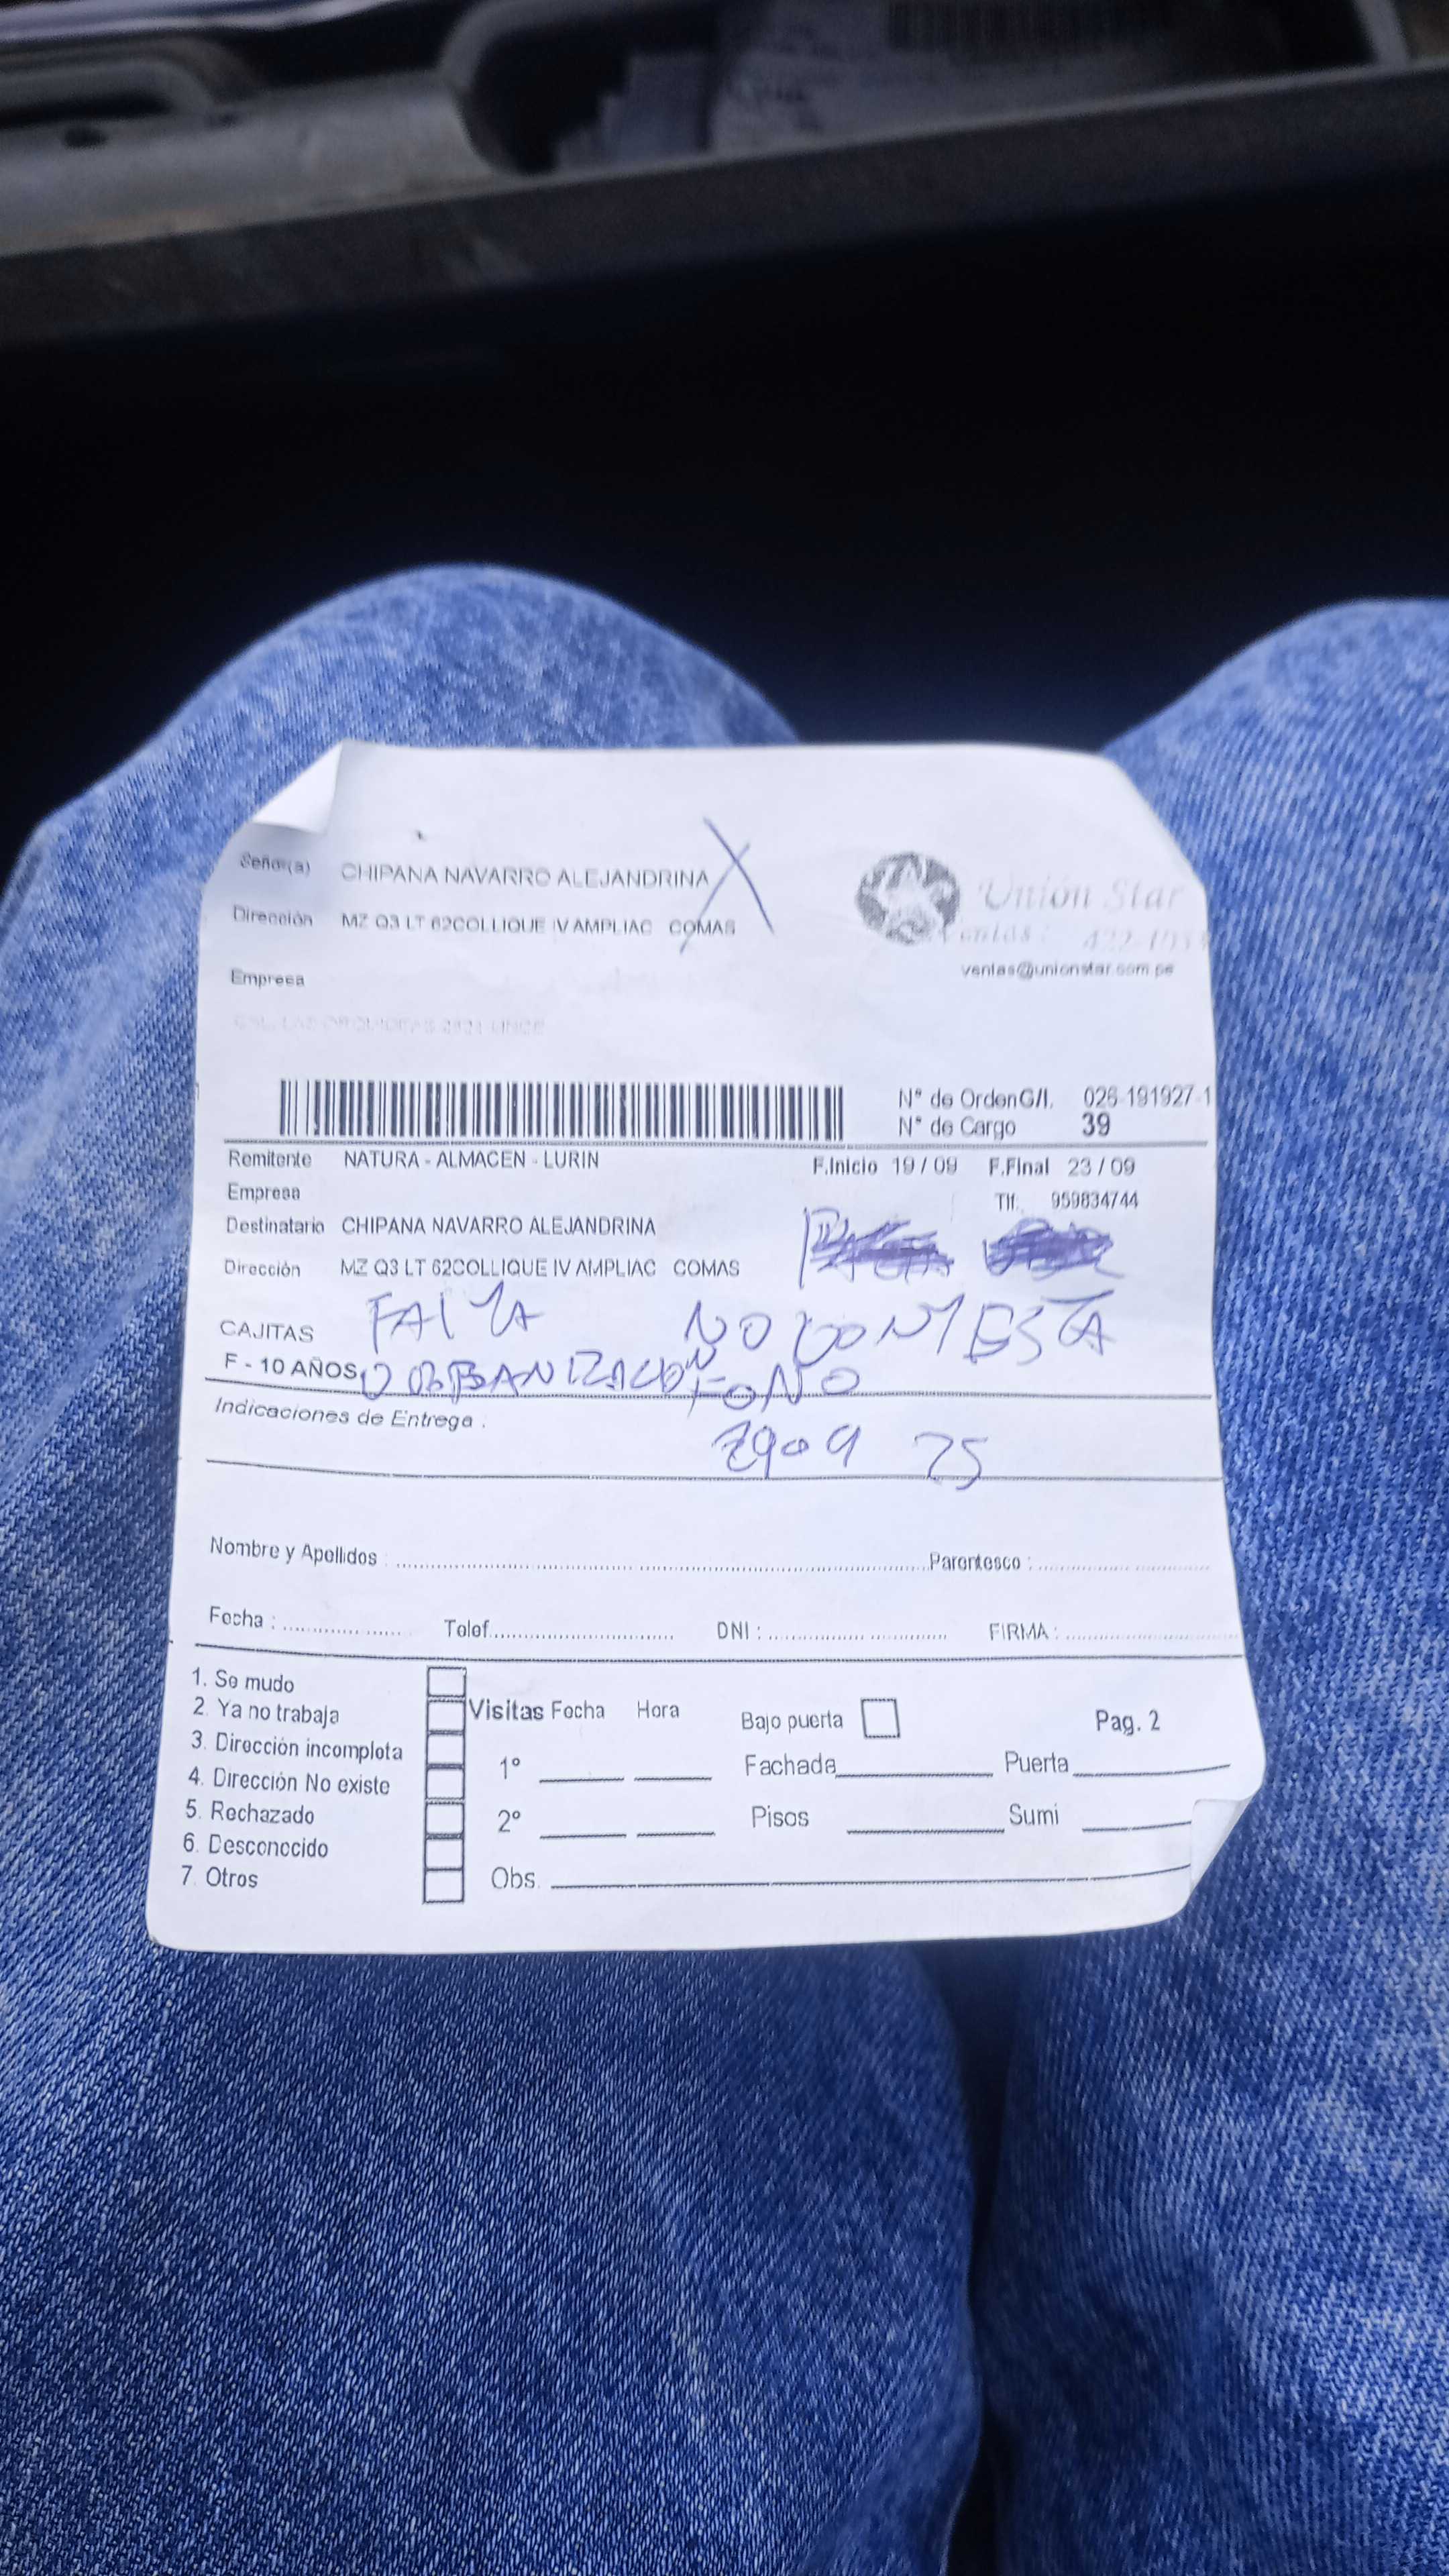 Señor(a) CHIPANA NAVARRO ALEJANDRINA
Dirección MZ Q3 LT 62COLLIQUE IV AMPLIAC COMAS
Unión Star
Ventas :
ventas@unionstar.com.pe
Empresa
N° de Orden G/I. 026-191927-1
N° de Cargo 39
Remitente NATURA - ALMACEN - LURIN F.Inicio 19 / 09 F.Final 23 / 09
Empresa Tlf: 959834744
Destinatario CHIPANA NAVARRO ALEJANDRINA
Dirección MZ Q3 LT 62COLLIQUE IV AMPLIAC COMAS
CAJITAS FALTA NO CONTESTA
F - 10 AÑOS FONO
Indicaciones de Entrega :
25
Nombre y Apellidos : Parentesco :
Fecha : Telef. DNI : FIRMA :
1. Se mudo
2. Ya no trabaja Visitas Fecha Hora Bajo puerta Pag. 2
3. Dirección incompleta 1° Fachada Puerta
4. Dirección No existe
5. Rechazado 2° Pisos Sumi
6. Desconocido
7. Otros Obs.